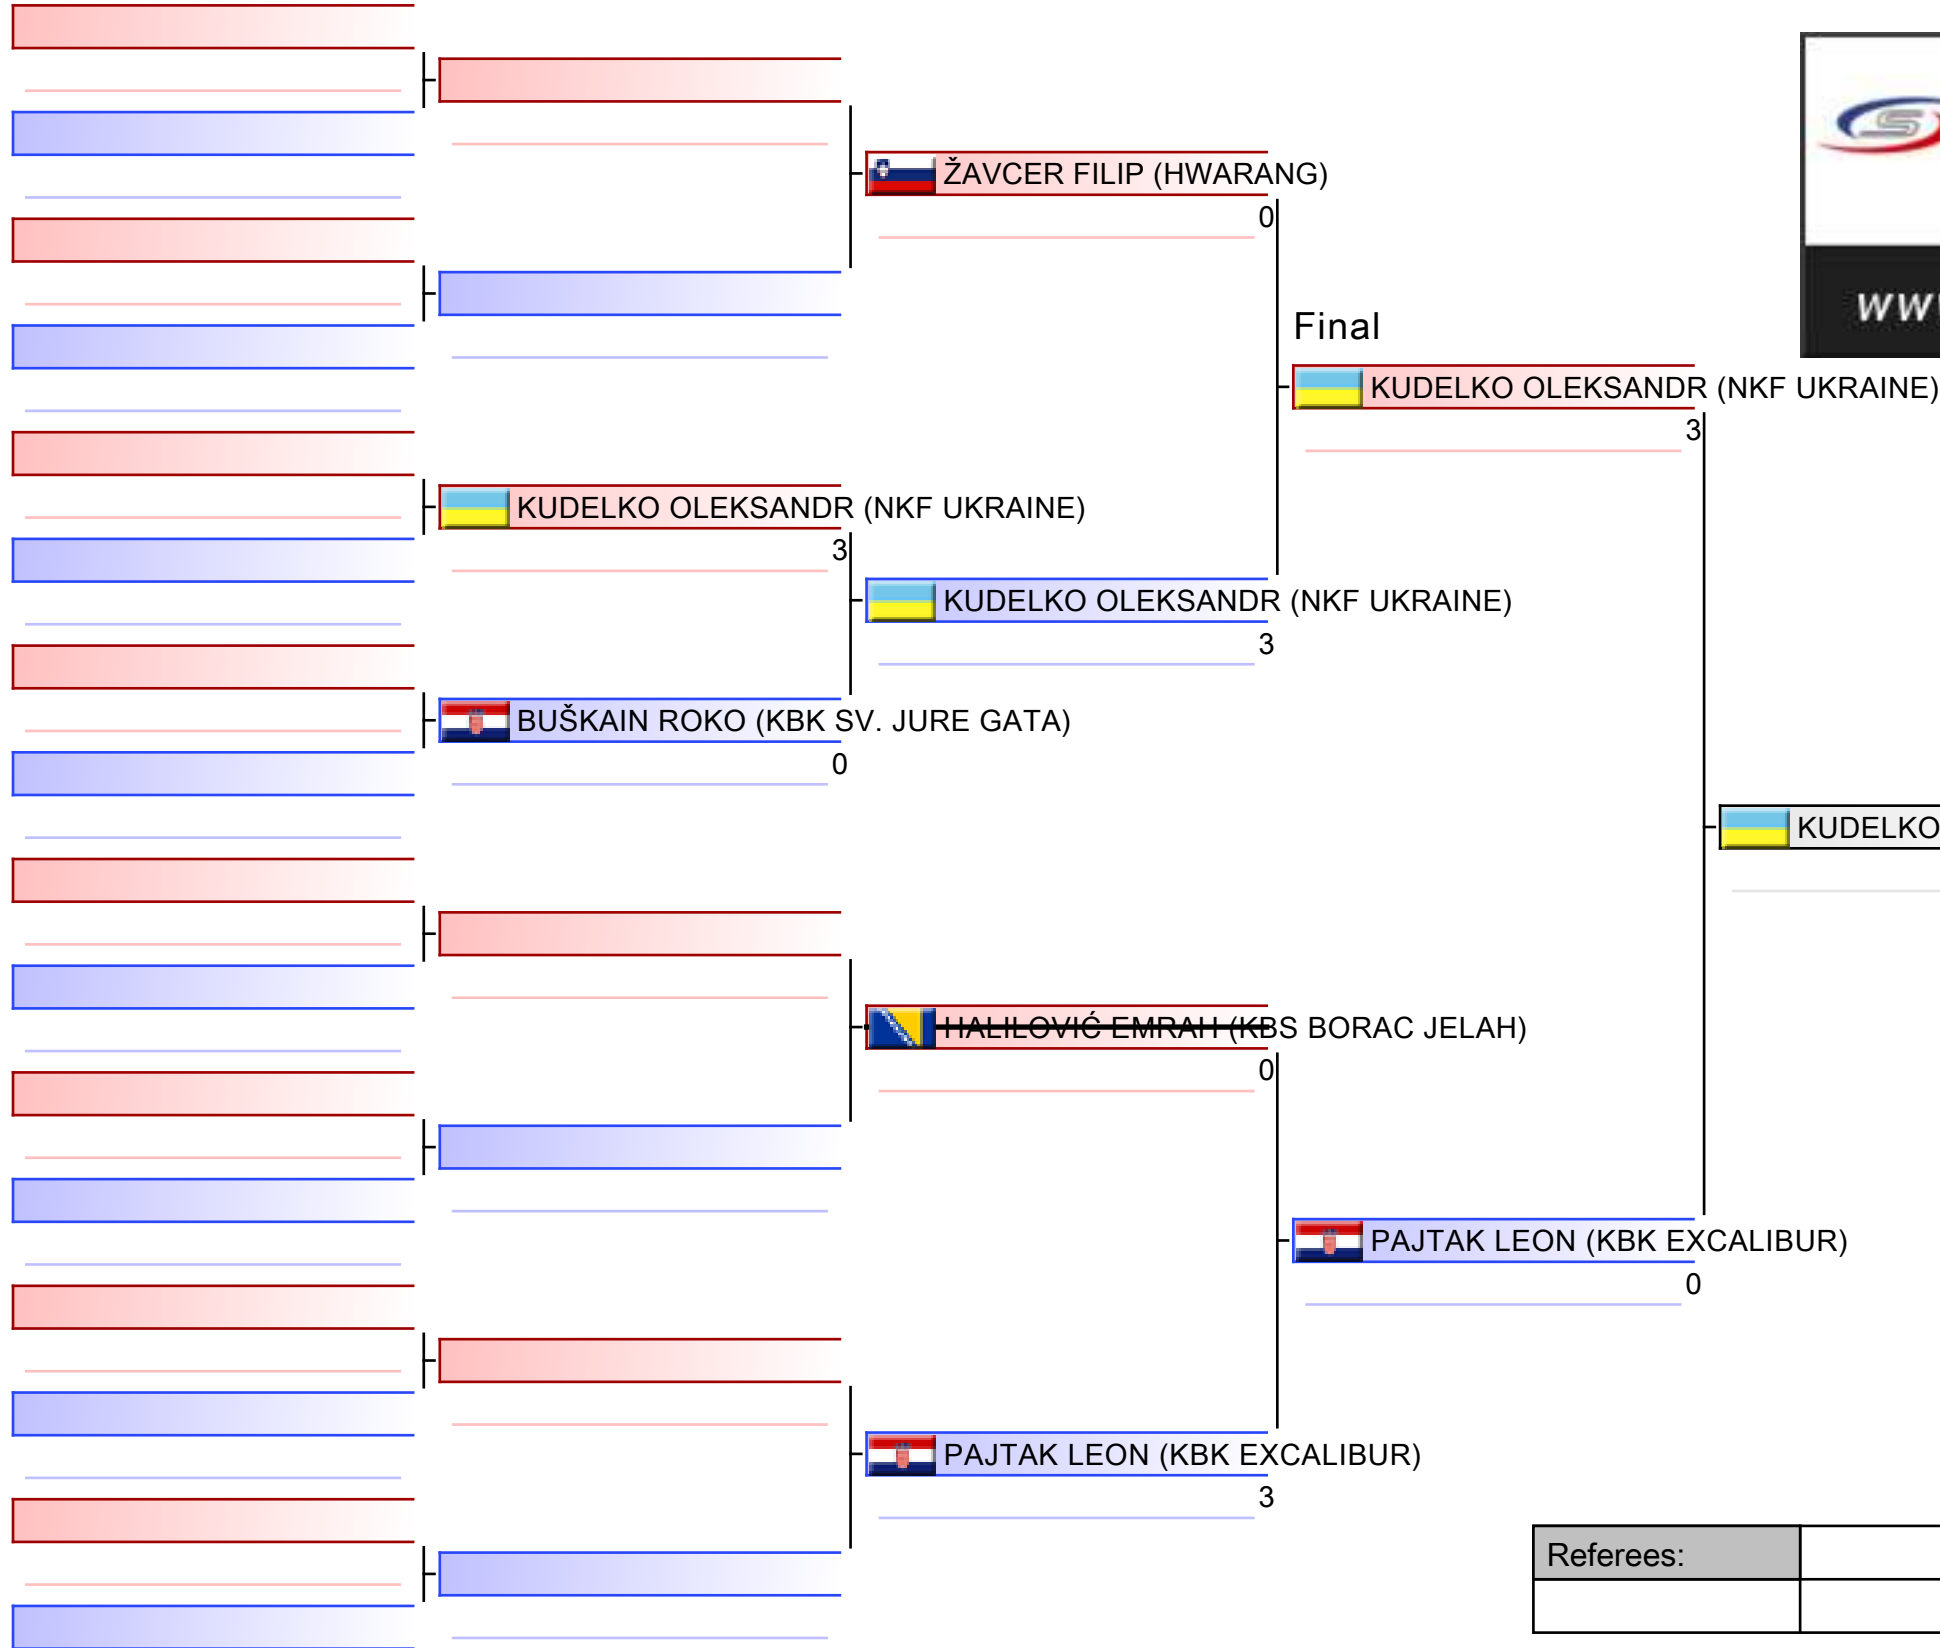 ŽAVCER FILIP (HWARANG)
0
Final
KUDELKO OLEKSANDR (NKF UKRAINE)
3
KUDELKO OLEKSANDR (NKF UKRAINE)
3
KUDELKO OLEKSANDR (NKF UKRAINE)
3
BUŠKAIN ROKO (KBK SV. JURE GATA)
0
KUDELKO
HALILOVIĆ EMRAH (KBS BORAC JELAH)
0
PAJTAK LEON (KBK EXCALIBUR)
0
PAJTAK LEON (KBK EXCALIBUR)
3
Referees: